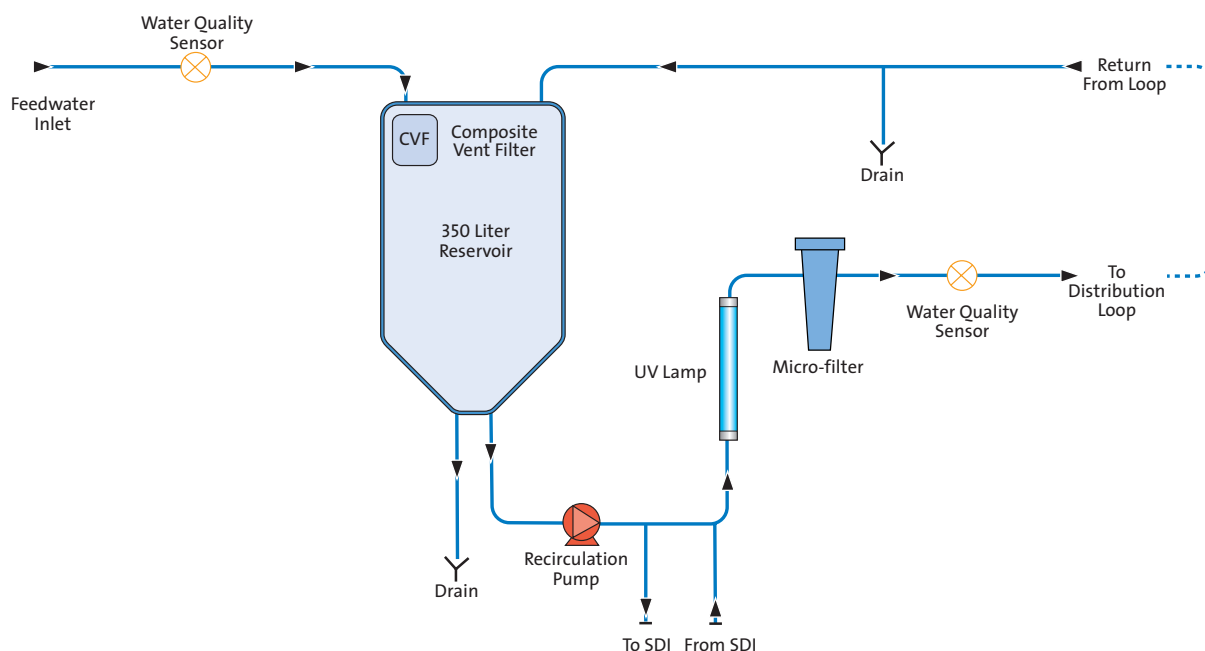 Water Quality
Sensor
Feedwater
Inlet
Return
From Loop
CVF
Composite
Vent Filter
Drain
350 Liter
Reservoir
To
Distribution
Loop
Water Quality
Sensor
Micro-filter
UV Lamp
Recirculation
Pump
Drain
To SDI
From SDI